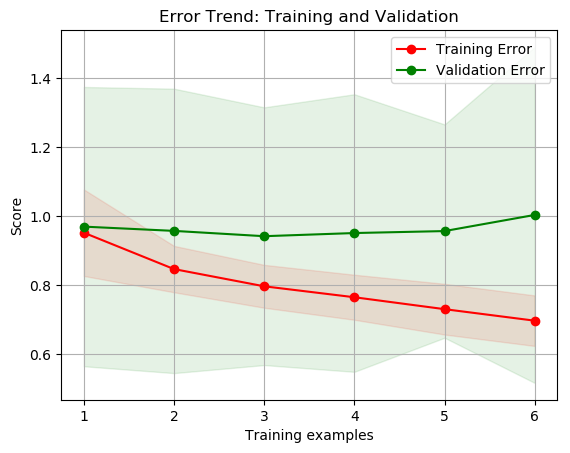 Error Trend: Training and Validation
Training Error
Validation Error
Score
1.4
1.2
1.0
0.8
0.6
1 2 3 4 5 6
Training examples